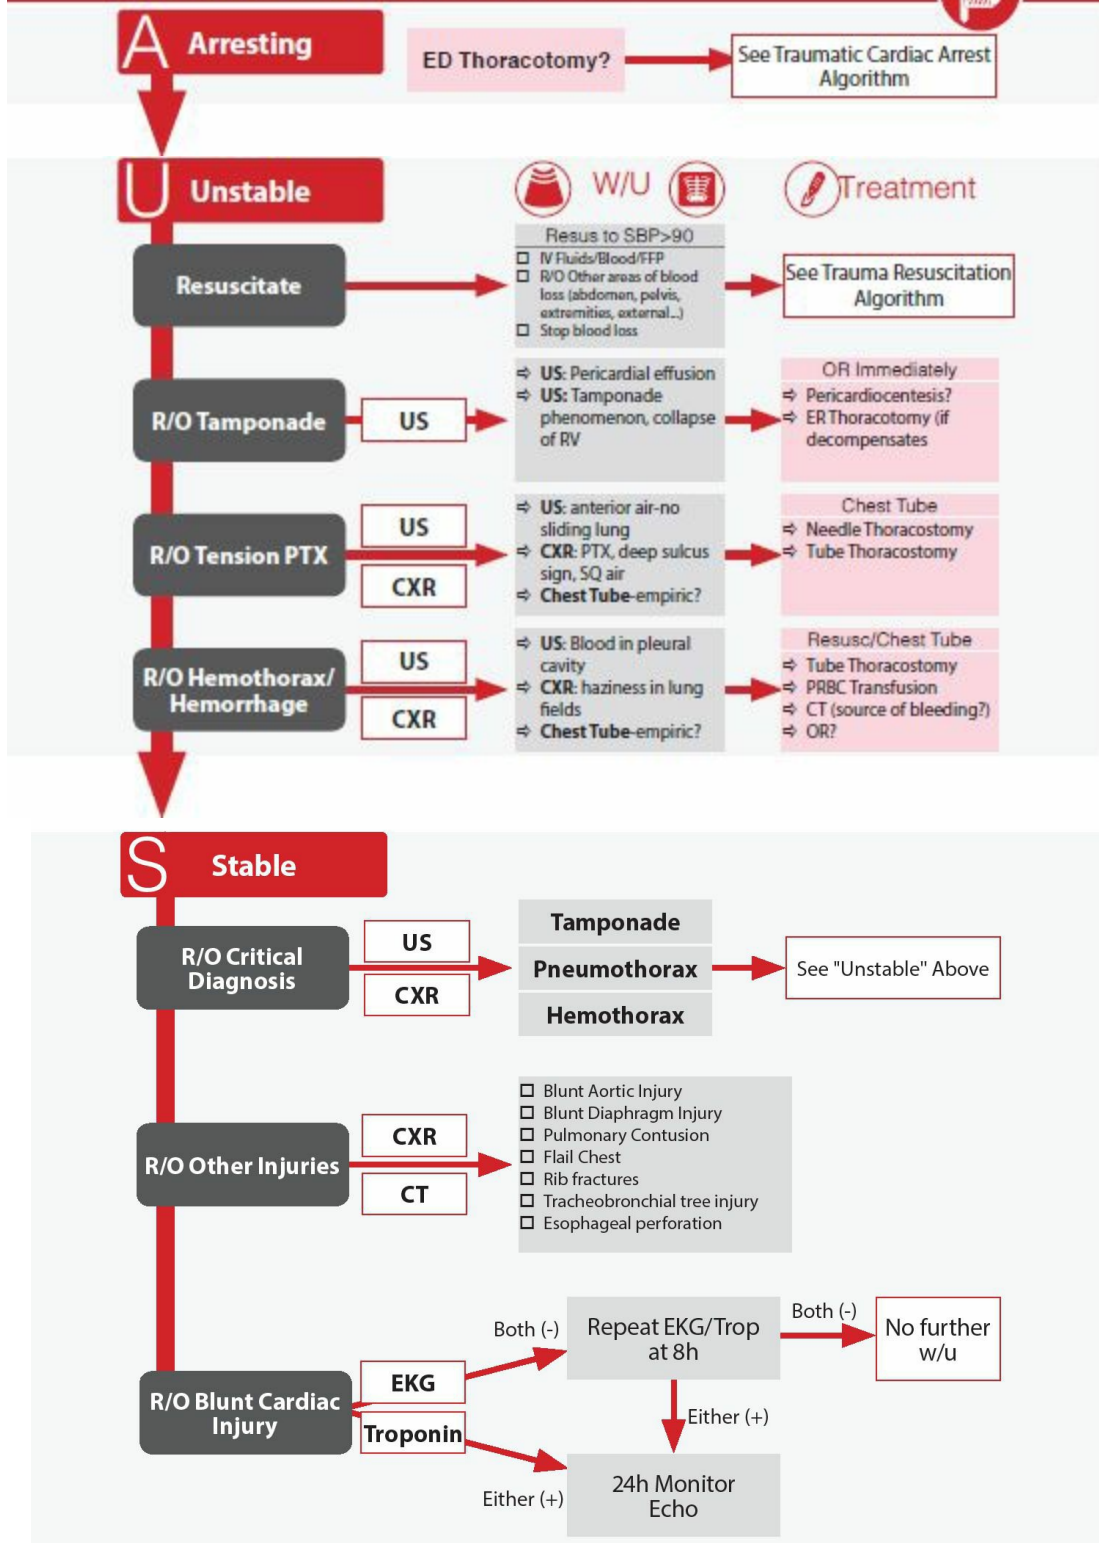 A Arresting
ED Thoracotomy?
See Traumatic Cardiac Arrest
Algorithm
U Unstable
W/U
Treatment
Resuscitate
Resus to SBP>90
IV Fluids/Blood/FFP
R/O Other areas of blood
loss (abdomen, pelvis,
extremities, external...)
Stop blood loss
See Trauma Resuscitation
Algorithm
R/O Tamponade
US
US: Pericardial effusion
US: Tamponade
phenomenon, collapse
of RV
OR Immediately
Pericardiocentesis?
ER Thoracotomy (if
decompensates
R/O Tension PTX
US
CXR
US: anterior air-no
sliding lung
CXR: PTX, deep sulcus
sign, SQ air
Chest Tube-empiric?
Chest Tube
Needle Thoracostomy
Tube Thoracostomy
R/O Hemothorax/
Hemorrhage
US
CXR
US: Blood in pleural
cavity
CXR: haziness in lung
fields
Chest Tube-empiric?
Resusc/Chest Tube
Tube Thoracostomy
PRBC Transfusion
CT (source of bleeding?)
OR?
S Stable
R/O Critical
Diagnosis
US
CXR
Tamponade
Pneumothorax
Hemothorax
See "Unstable" Above
R/O Other Injuries
CXR
CT
Blunt Aortic Injury
Blunt Diaphragm Injury
Pulmonary Contusion
Flail Chest
Rib fractures
Tracheobronchial tree injury
Esophageal perforation
R/O Blunt Cardiac
Injury
EKG
Troponin
Both (-)
Repeat EKG/Trop
at 8h
Both (-)
No further
w/u
Either (+)
Either (+)
24h Monitor
Echo